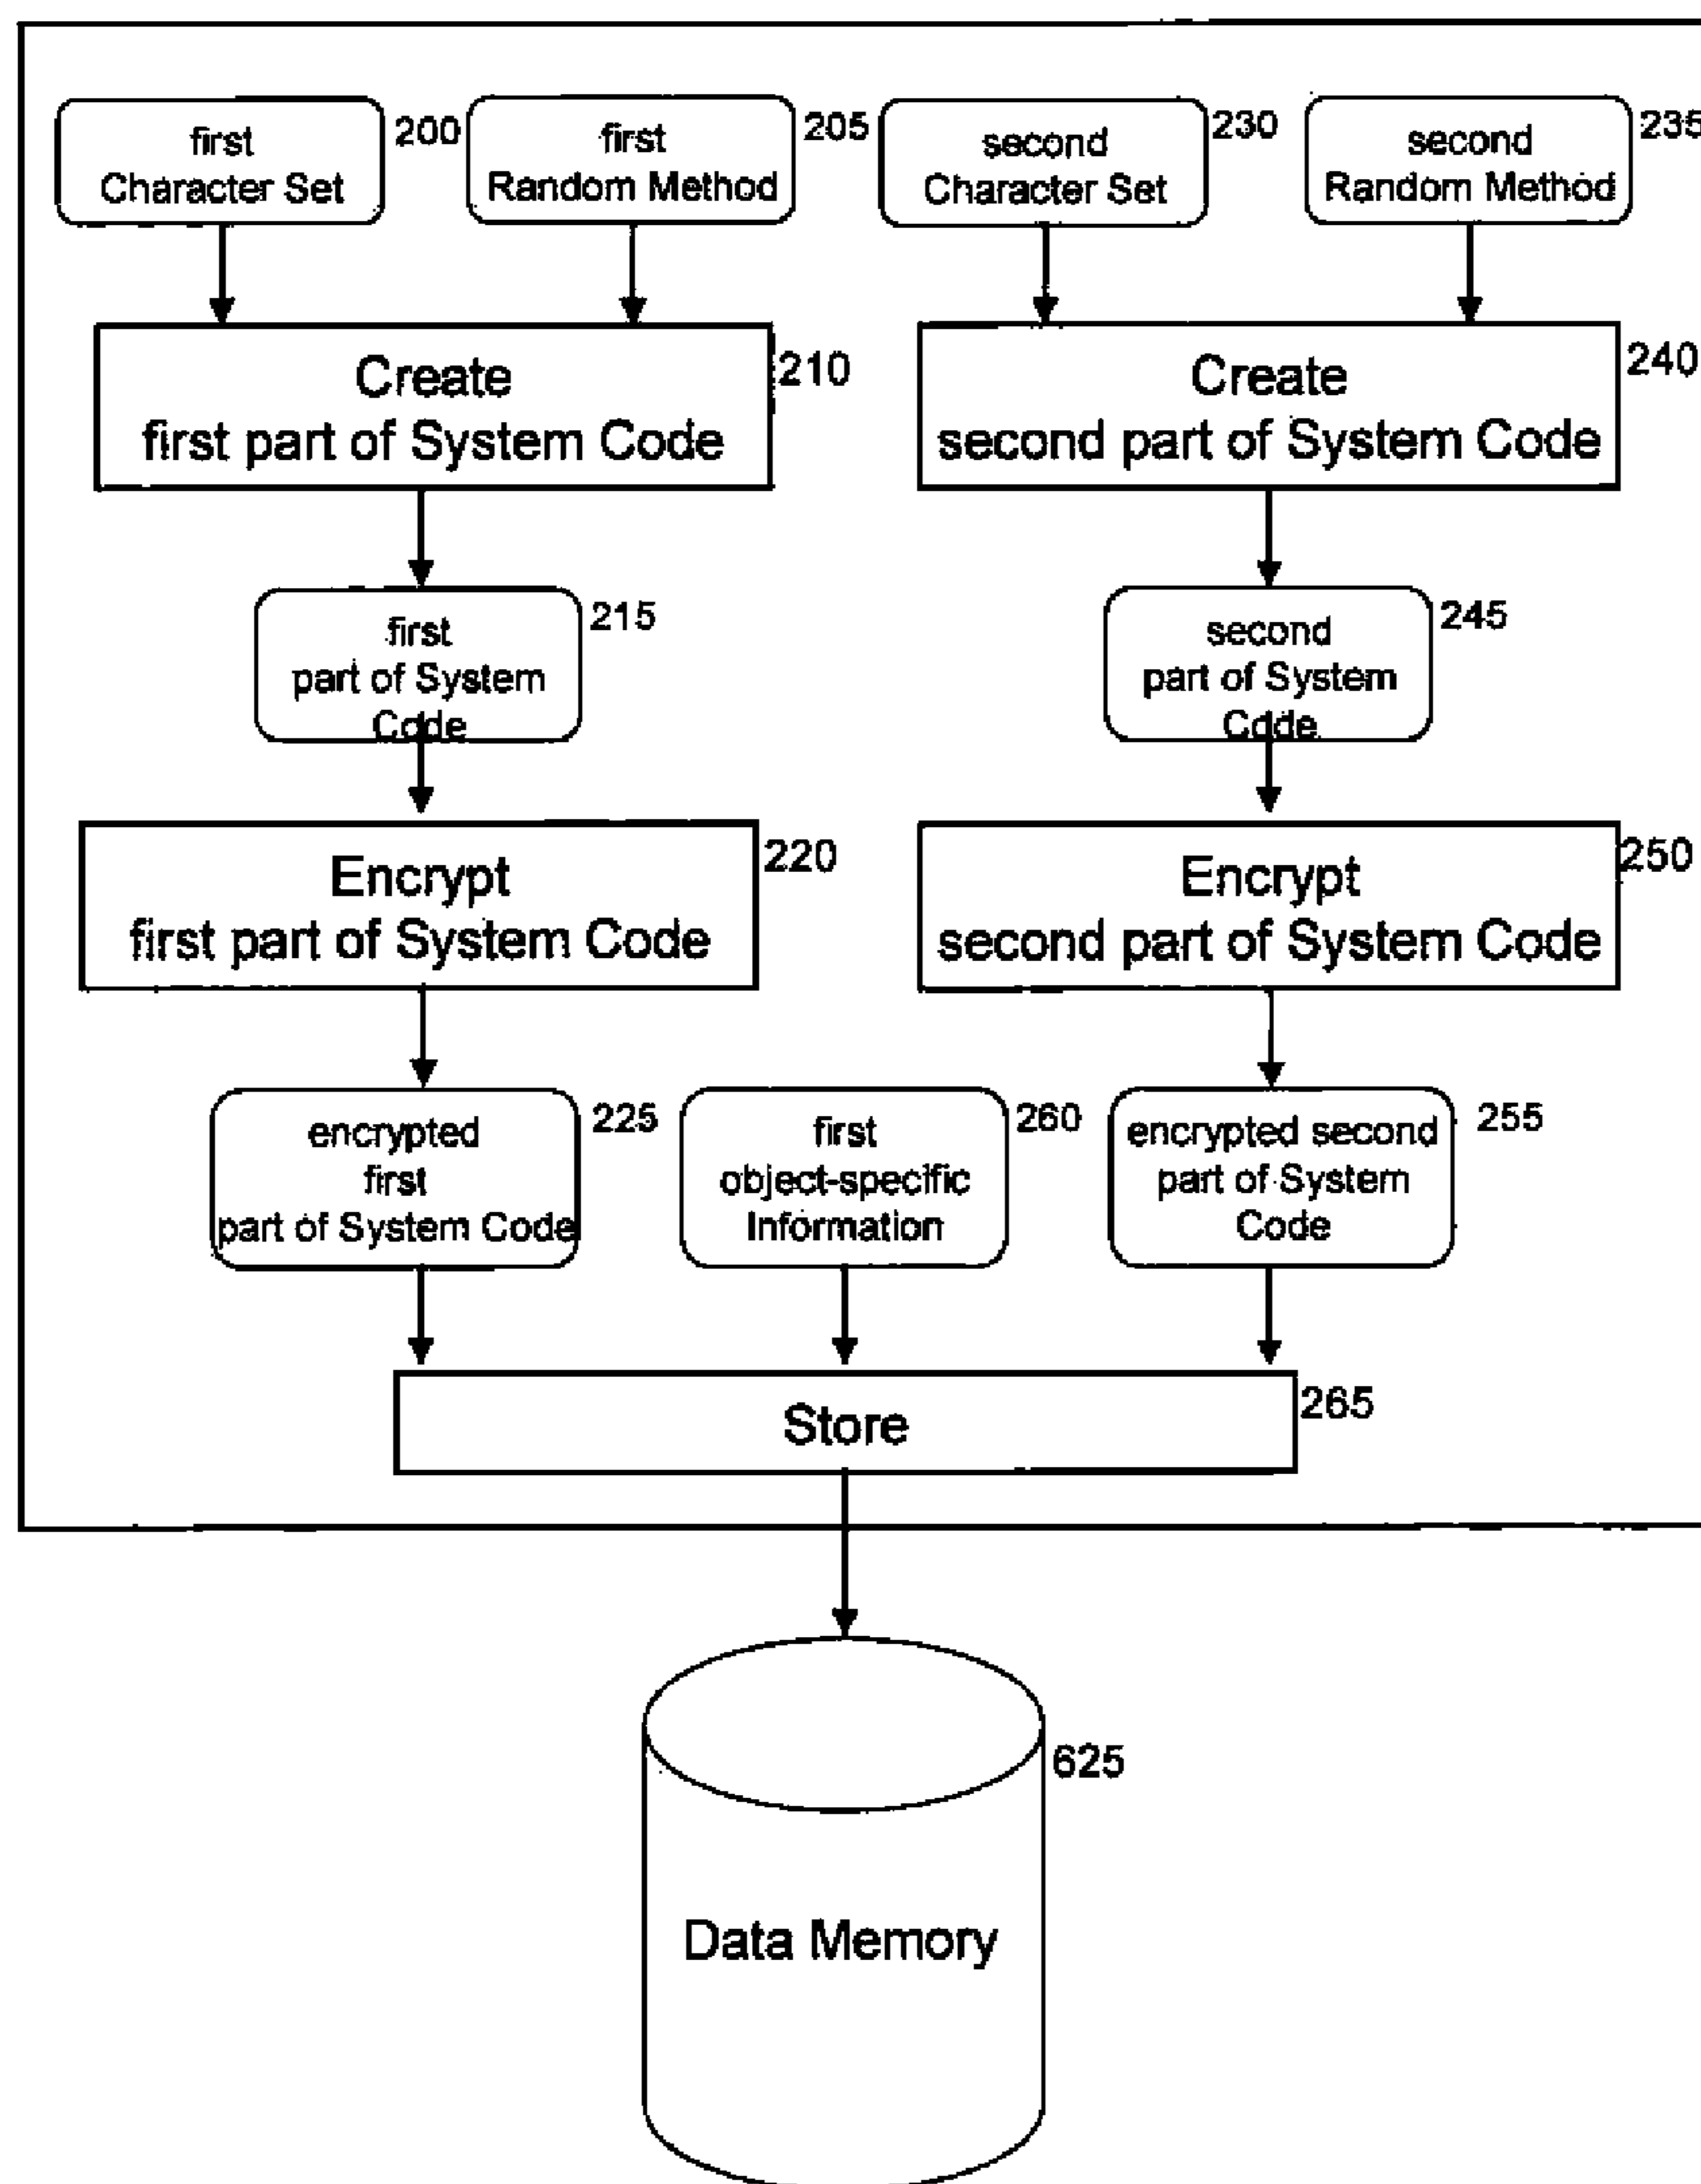 first
Character Set
200
first
Random Method
205
second
Character Set
230
second
Random Method
235
Create
first part of System Code
210
Create
second part of System Code
240
first
part of System
Code
215
second
part of System
Code
245
Encrypt
first part of System Code
220
Encrypt
second part of System Code
250
encrypted
first
part of System Code
225
first
object-specific
Information
260
encrypted second
part of System
Code
255
Store
265
625
Data Memory